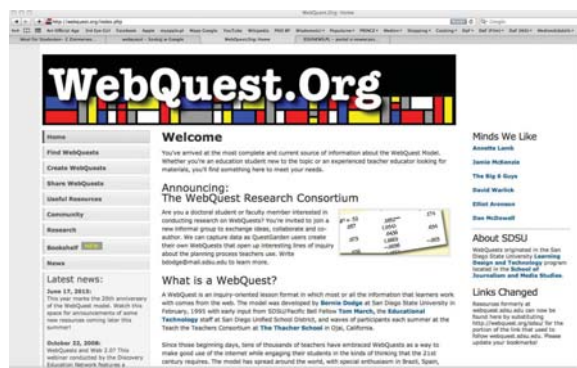 WebQuest.Org: Home
http://webquest.org/index.php
Google
WebQuest.Org: Home
WebQuest.Org
Home
Find WebQuests
Create WebQuests
Share WebQuests
Useful Resources
Community
Research
Bookshelf NEW
News
Latest news:
June 17, 2015:
This year marks the 20th anniversary
of the WebQuest model. Watch this
space for announcements of some
new resources coming later this
summer!
October 22, 2008:
WebQuests and Web 2.0? This
webinar conducted by the Discovery
Education Network features a
Welcome
You've arrived at the most complete and current source of information about the WebQuest Model.
Whether you're an education student new to the topic or an experienced teacher educator looking for
materials, you'll find something here to meet your needs.
Announcing:
The WebQuest Research Consortium
Are you a doctoral student or faculty member interested in
conducting research on WebQuests? You're invited to join a
new informal group to exchange ideas, collaborate and co-
author. We can capture data as QuestGarden users create
their own WebQuests that open up interesting lines of inquiry
about the planning process teachers use. Write
to learn more.
What is a WebQuest?
A WebQuest is an inquiry-oriented lesson format in which most or all the information that learners work
with comes from the web. The model was developed by Bernie Dodge at San Diego State University in
February, 1995 with early input from SDSU/Pacific Bell Fellow Tom March, the Educational
Technology staff at San Diego Unified School District, and waves of participants each summer at the
Teach the Teachers Consortium at The Thacher School in Ojai, California.
Since those beginning days, tens of thousands of teachers have embraced WebQuests as a way to
make good use of the internet while engaging their students in the kinds of thinking that the 21st
century requires. The model has spread around the world, with special enthusiasm in Brazil, Spain,
Minds We Like
Annette Lamb
Jamie McKenzie
The Big 6 Guys
David Warlick
Elliot Aronson
Dan McDowell
About SDSU
WebQuests originated in the San
Diego State University Learning
Design and Technology program
located in the School of
Journalism and Media Studies.
Links Changed
Resources formerly at
webquest.sdsu.edu can now be
found here by substituting
http://webquest.org/sdsu/ for the
portion of the link that used to
follow webquest.sdsu.edu. Please
update your bookmarks!